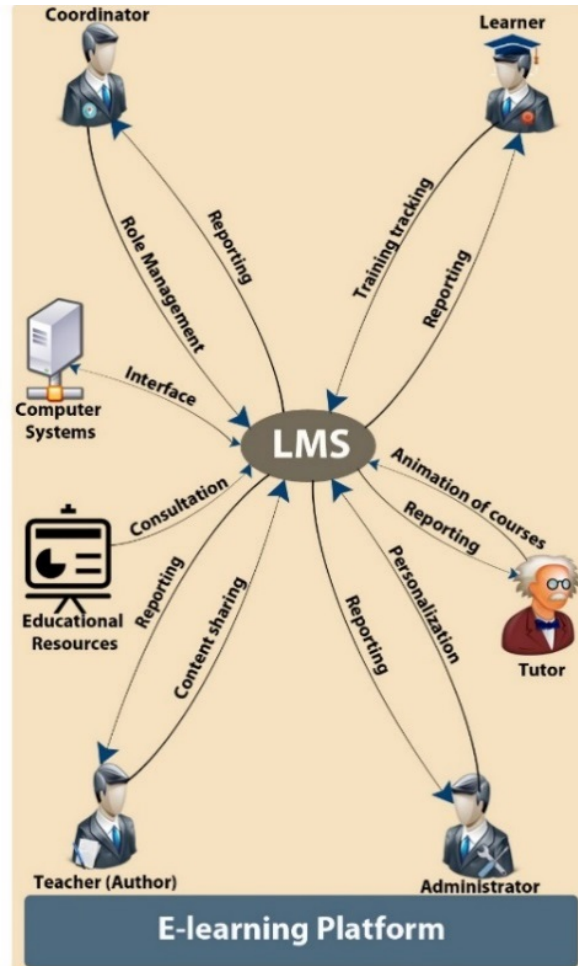 Coordinator
Learner
Role Management
Reporting
Training tracking
Reporting
Computer
Systems
Interface
LMS
Consultation
Educational
Resources
Animation of courses
Reporting
Tutor
Reporting
Content sharing
Reporting
Personalization
Teacher (Author)
Administrator
E-learning Platform